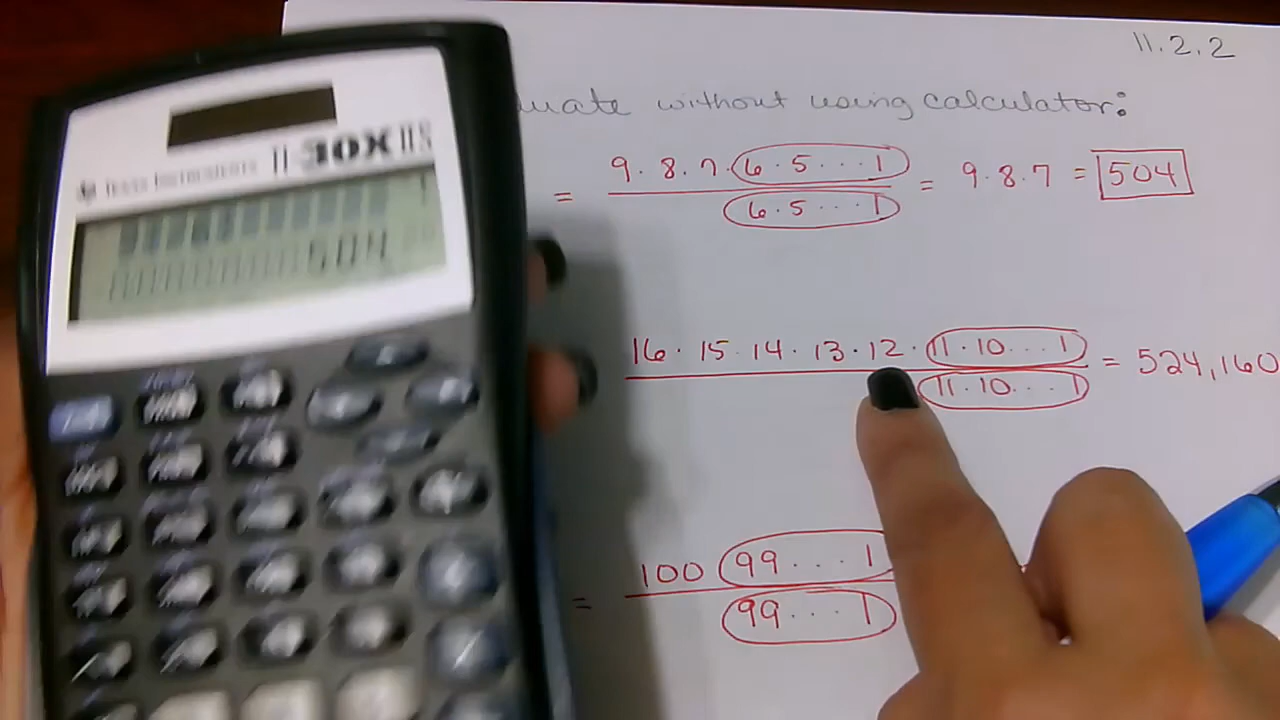 11.2.2
uate without using calculator:
TEXAS INSTRUMENTS TI-30X IIS
504
= 9·8·7·6·5···1 / 6·5···1 = 9·8·7 = 504
16·15·14·13·12·11·10...1 / 11·10...1 = 524,160
= 100 99...1 / 99...1